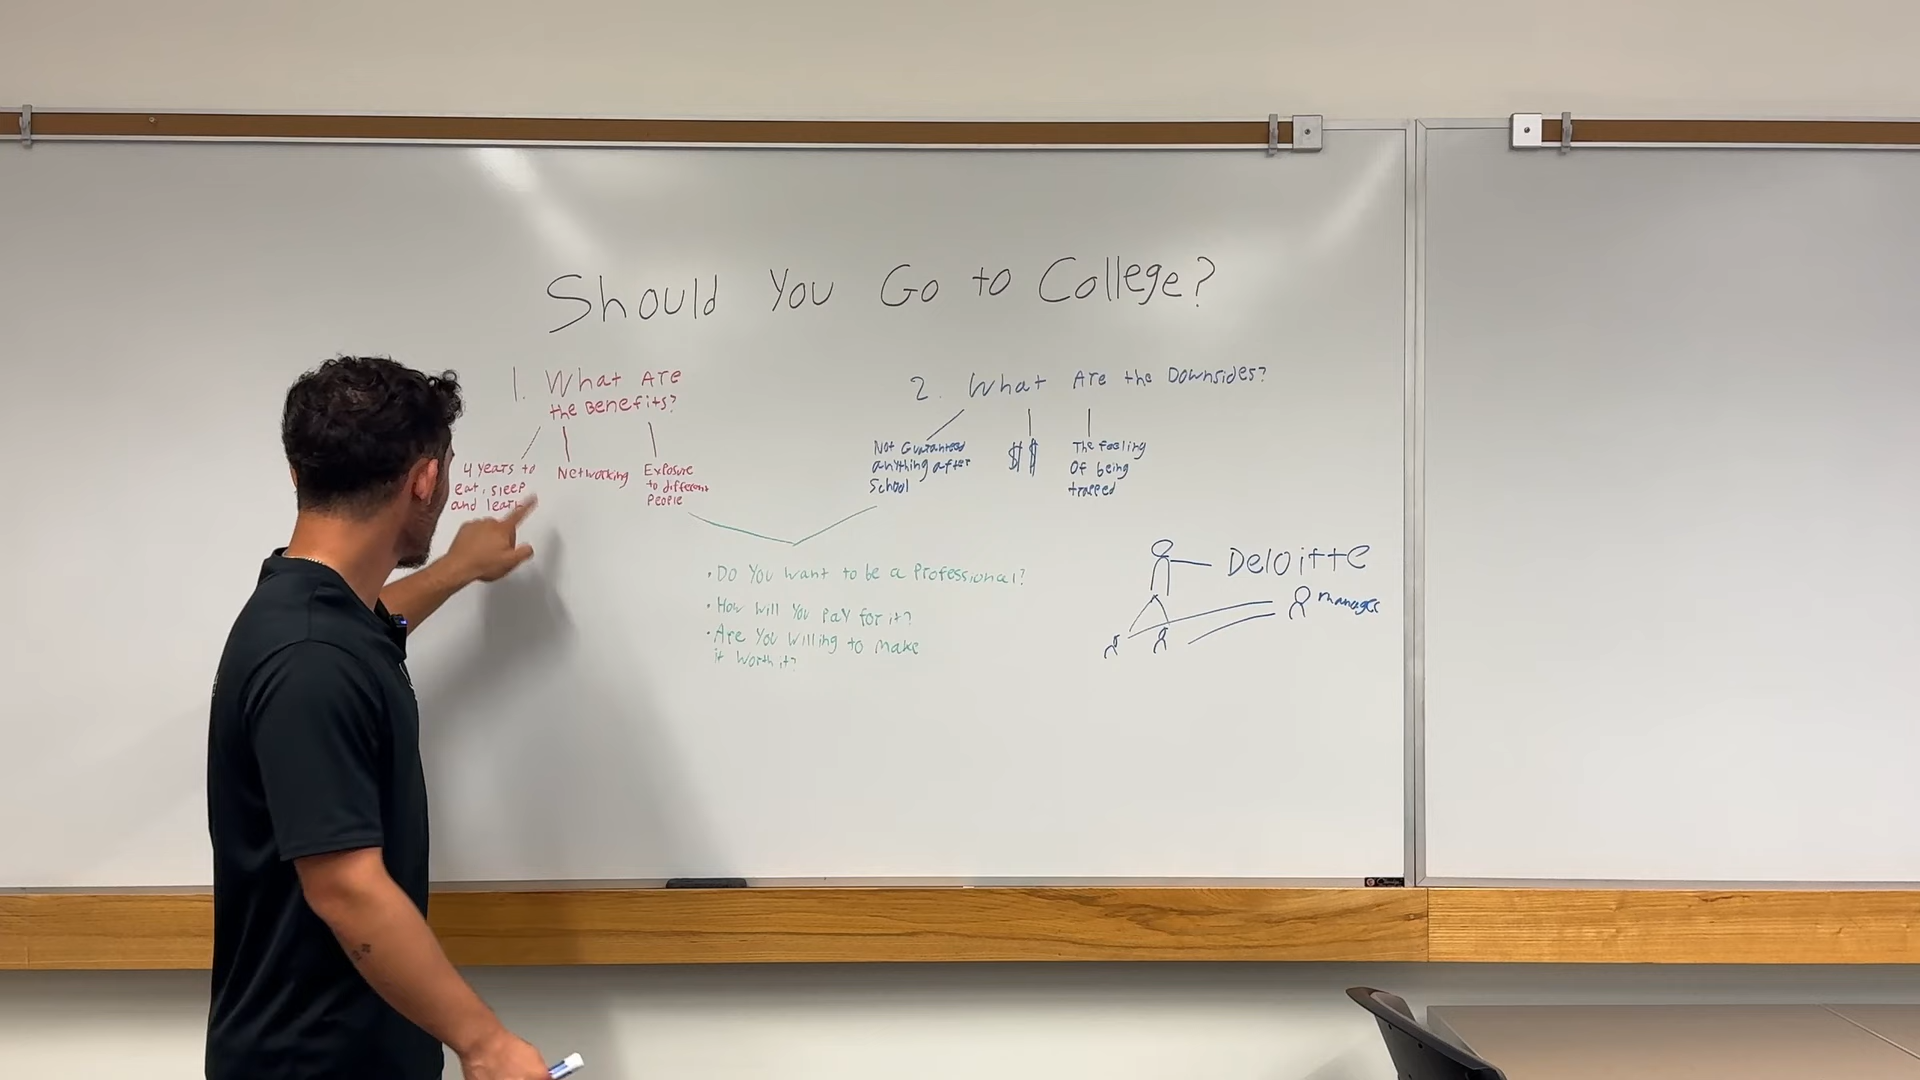 Should You Go to College?
1. What Are
the Benefits?
4 years to
eat, sleep
and learn
Networking
Exposure
to different
People
2. What Are the Downsides?
Not Guaranteed
anything after
School
$$
The feeling
Of being
trapped
• Do You want to be a Professional?
• How will You Pay for it?
• Are You Willing to make
it worth it?
Deloitte
manager